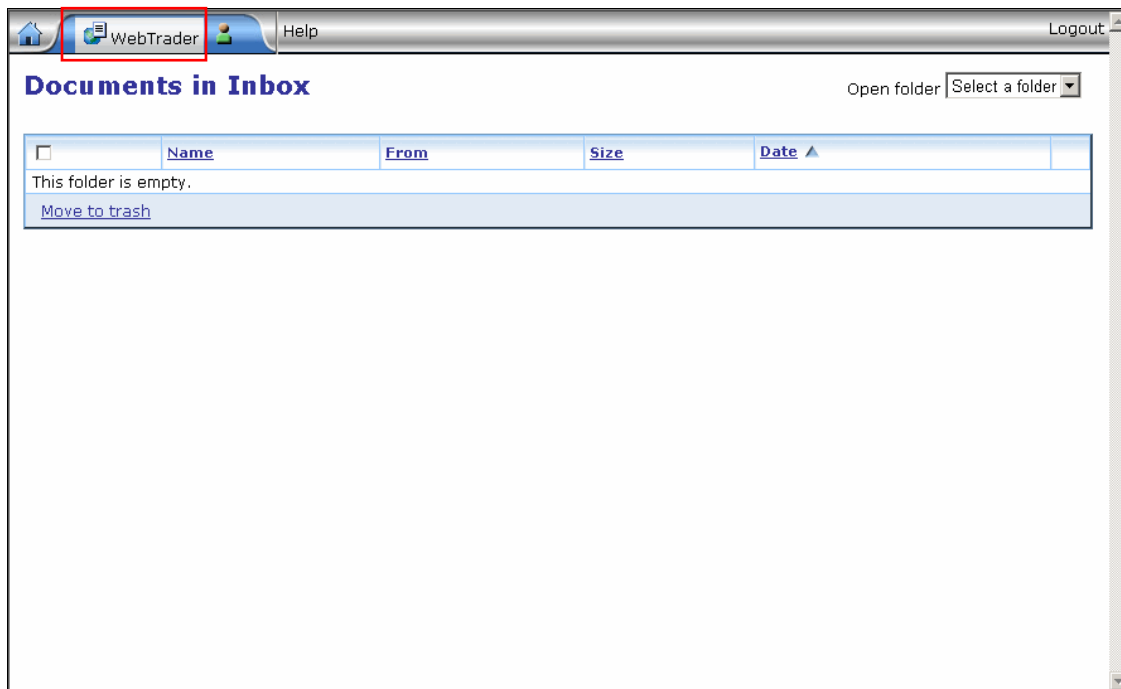 WebTrader Help Logout
Documents in Inbox
Open folder Select a folder
Name From Size Date
This folder is empty.
Move to trash